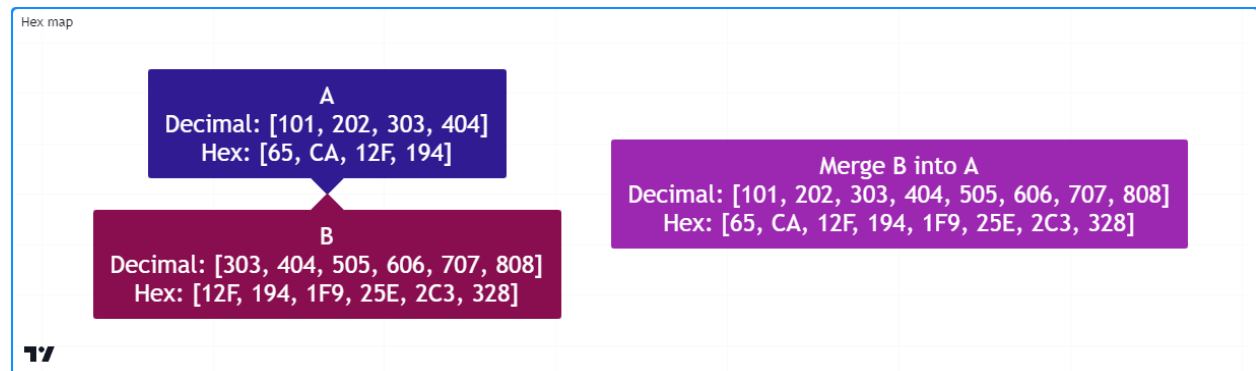 Hex map
A
Decimal: [101, 202, 303, 404]
Hex: [65, CA, 12F, 194]
B
Decimal: [303, 404, 505, 606, 707, 808]
Hex: [12F, 194, 1F9, 25E, 2C3, 328]
Merge B into A
Decimal: [101, 202, 303, 404, 505, 606, 707, 808]
Hex: [65, CA, 12F, 194, 1F9, 25E, 2C3, 328]